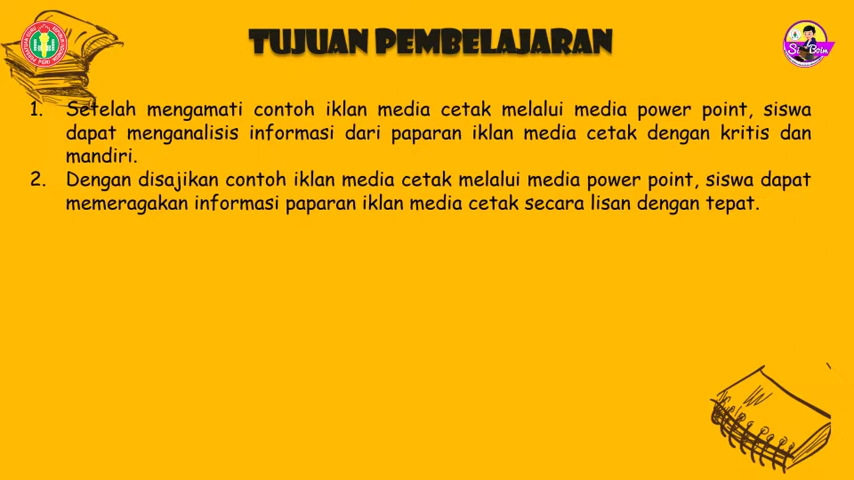 TUJUAN PEMBELAJARAN
Si Boin
1. Setelah mengamati contoh iklan media cetak melalui media power point, siswa
dapat menganalisis informasi dari paparan iklan media cetak dengan kritis dan
mandiri.
2. Dengan disajikan contoh iklan media cetak melalui media power point, siswa dapat
memeragakan informasi paparan iklan media cetak secara lisan dengan tepat.